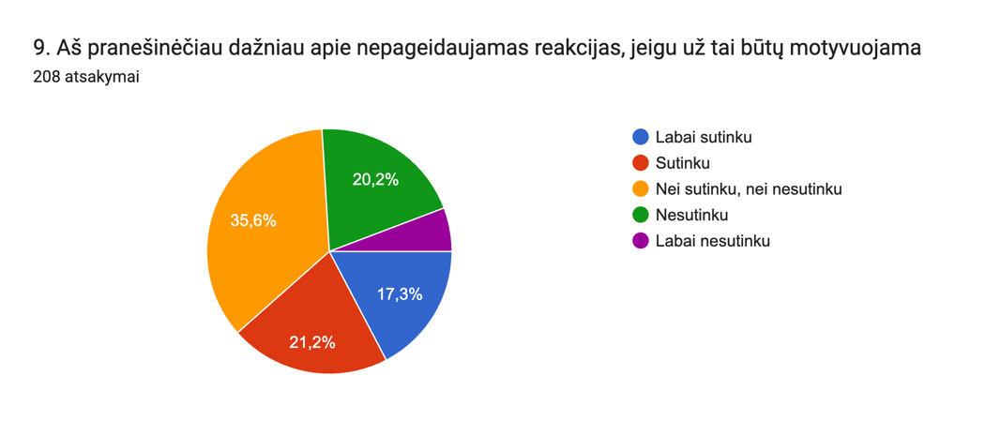 9. Aš pranešinėčiau dažniau apie nepageidaujamas reakcijas, jeigu už tai būtų motyvuojama
208 atsakymai
Labai sutinku
Sutinku
Nei sutinku, nei nesutinku
Nesutinku
Labai nesutinku
20,2%
35,6%
17,3%
21,2%